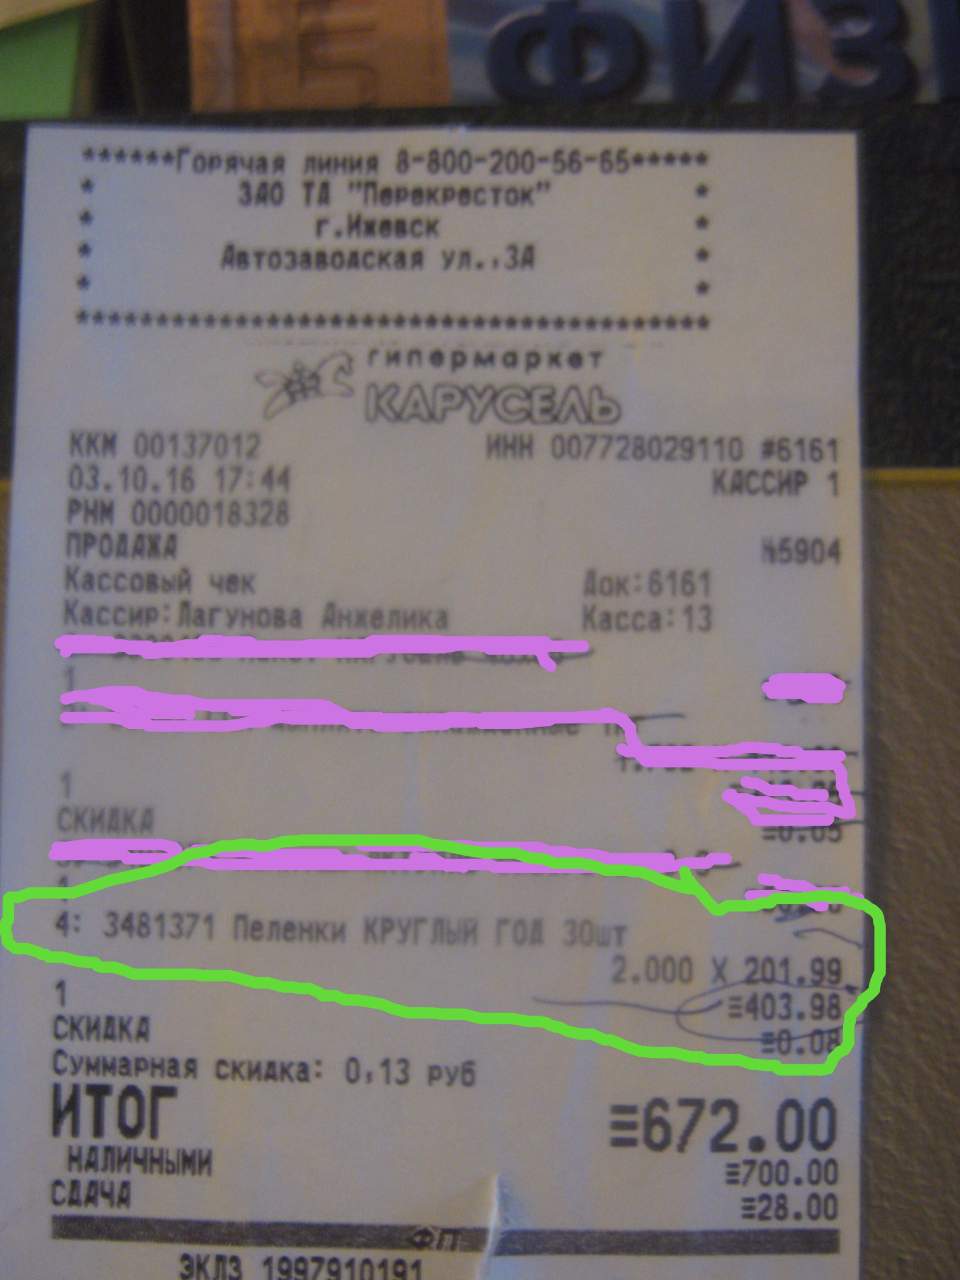 ФИЗ
******Горячая линия 8-800-200-56-65*****
* ЗАО ТА "Перекресток" *
* г.Ижевск *
* Автозаводская ул.,3А *
* *
****************************************
гипермаркет
КАРУСЕЛЬ
ККМ 00137012 ИНН 007728029110 #6161
03.10.16 17:44 КАССИР 1
РНМ 0000018328
ПРОДАЖА №5904
Кассовый чек Док:6161
Кассир:Лагунова Анжелика Касса:13
1
1
СКИДКА ≡0.05
1
4: 3481371 Пеленки КРУГЛЫЙ ГОД 30шт
2.000 X 201.99
1 ≡403.98
СКИДКА ≡0.08
Суммарная скидка: 0,13 руб
ИТОГ ≡672.00
НАЛИЧНЫМИ ≡700.00
СДАЧА ≡28.00
ЭКЛЗ 1997910191